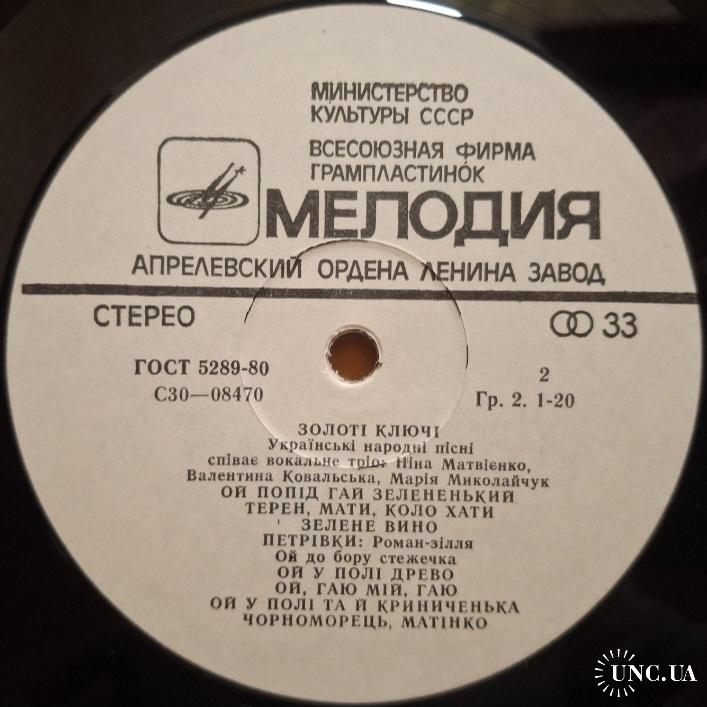 МИНИСТЕРСТВО
КУЛЬТУРЫ СССР
ВСЕСОЮЗНАЯ ФИРМА
ГРАМПЛАСТИНОК
МЕЛОДИЯ
АПРЕЛЕВСКИЙ ОРДЕНА ЛЕНИНА ЗАВОД
СТЕРЕО
33
ГОСТ 5289-80
С30—08470
2
Гр. 2. 1-20
ЗОЛОТІ КЛЮЧІ
Українські народні пісні
співає вокальне тріо: Ніна Матвієнко,
Валентина Ковальська, Марія Миколайчук
ОЙ ПОПІД ГАЙ ЗЕЛЕНЕНЬКИЙ
ТЕРЕН, МАТИ, КОЛО ХАТИ
ЗЕЛЕНЕ ВИНО
ПЕТРІВКИ: Роман-зілля
Ой до бору стежечка
ОЙ У ПОЛІ ДРЕВО
ОЙ, ГАЮ МІЙ, ГАЮ
ОЙ У ПОЛІ ТА Й КРИНИЧЕНЬКА
ЧОРНОМОРЕЦЬ, МАТІНКО
UNC.UA